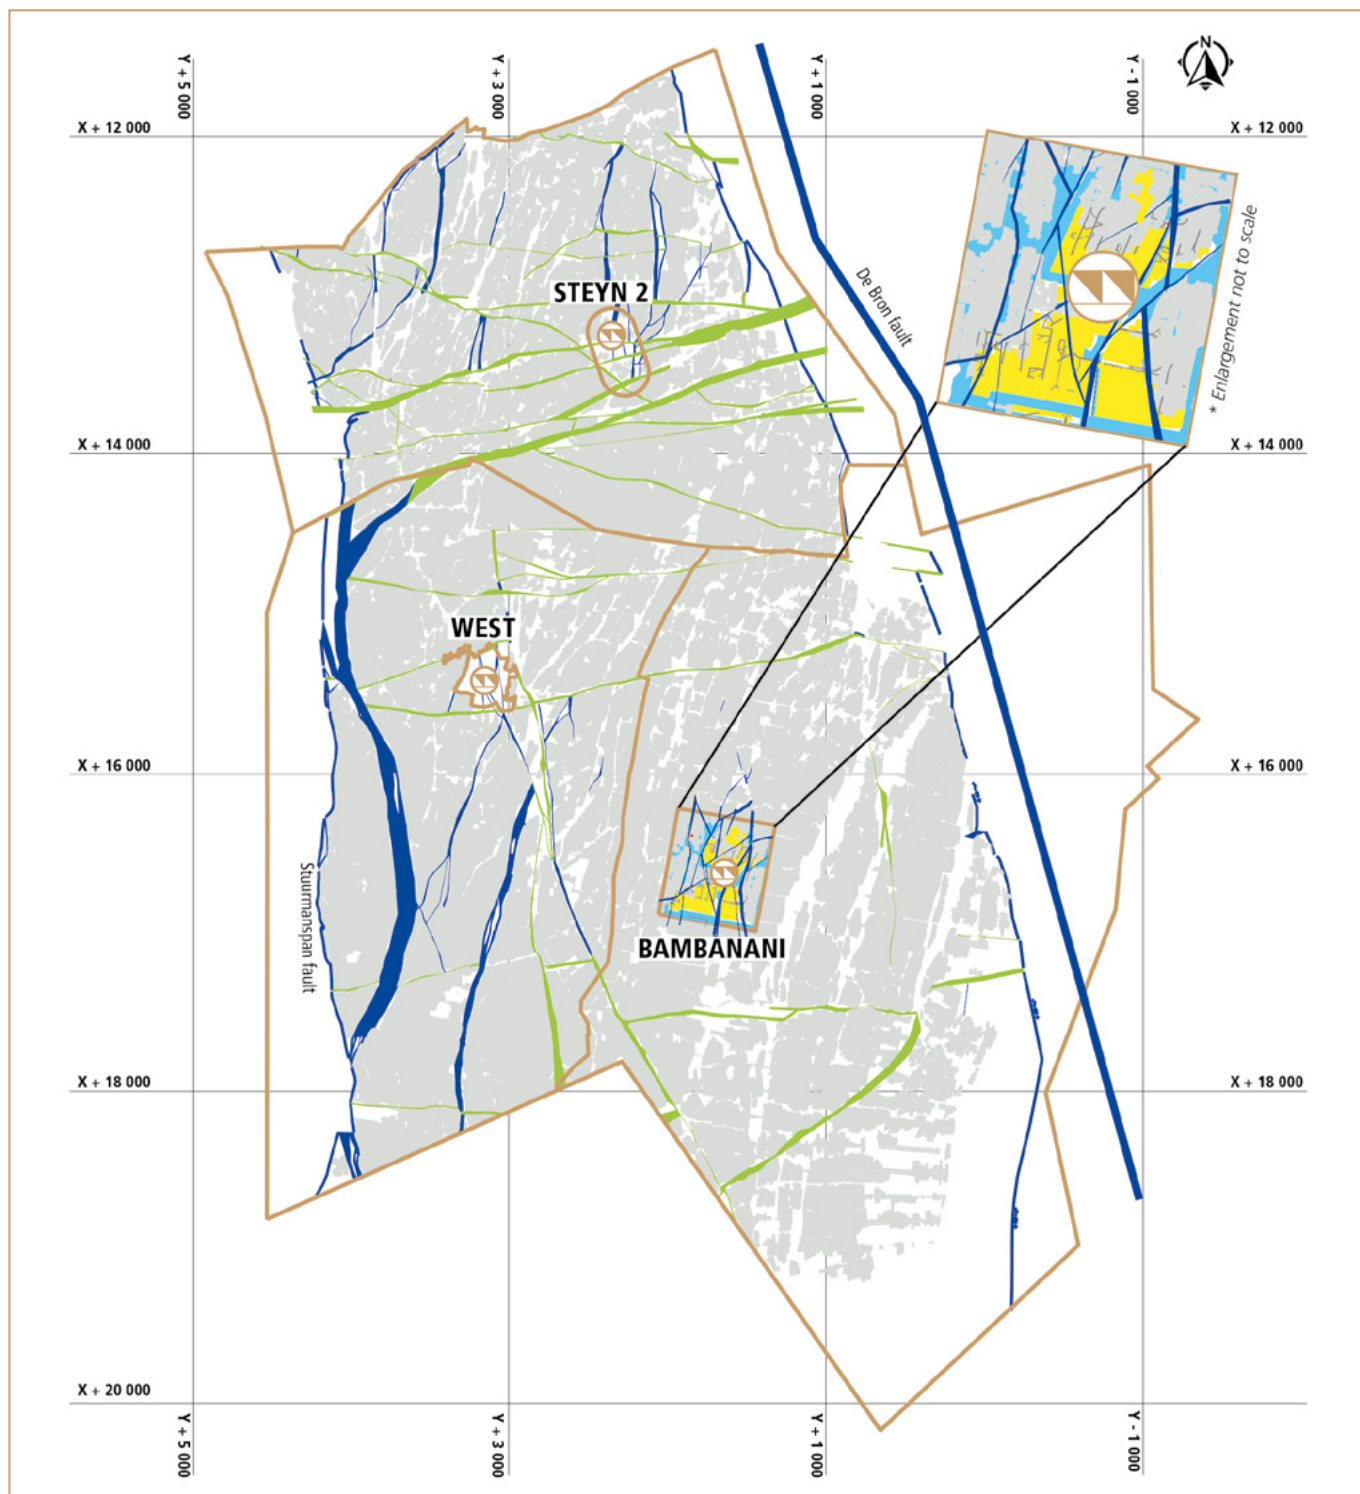 Y + 5 000
Y + 3 000
Y + 1 000
Y - 1 000
N
X + 12 000
X + 12 000
STEYN 2
De Bron fault
* Enlargement not to scale
X + 14 000
X + 14 000
WEST
X + 16 000
X + 16 000
Stuurmanspan fault
BAMBANANI
X + 18 000
X + 18 000
X + 20 000
X + 20 000
Y + 5 000
Y + 3 000
Y + 1 000
Y - 1 000